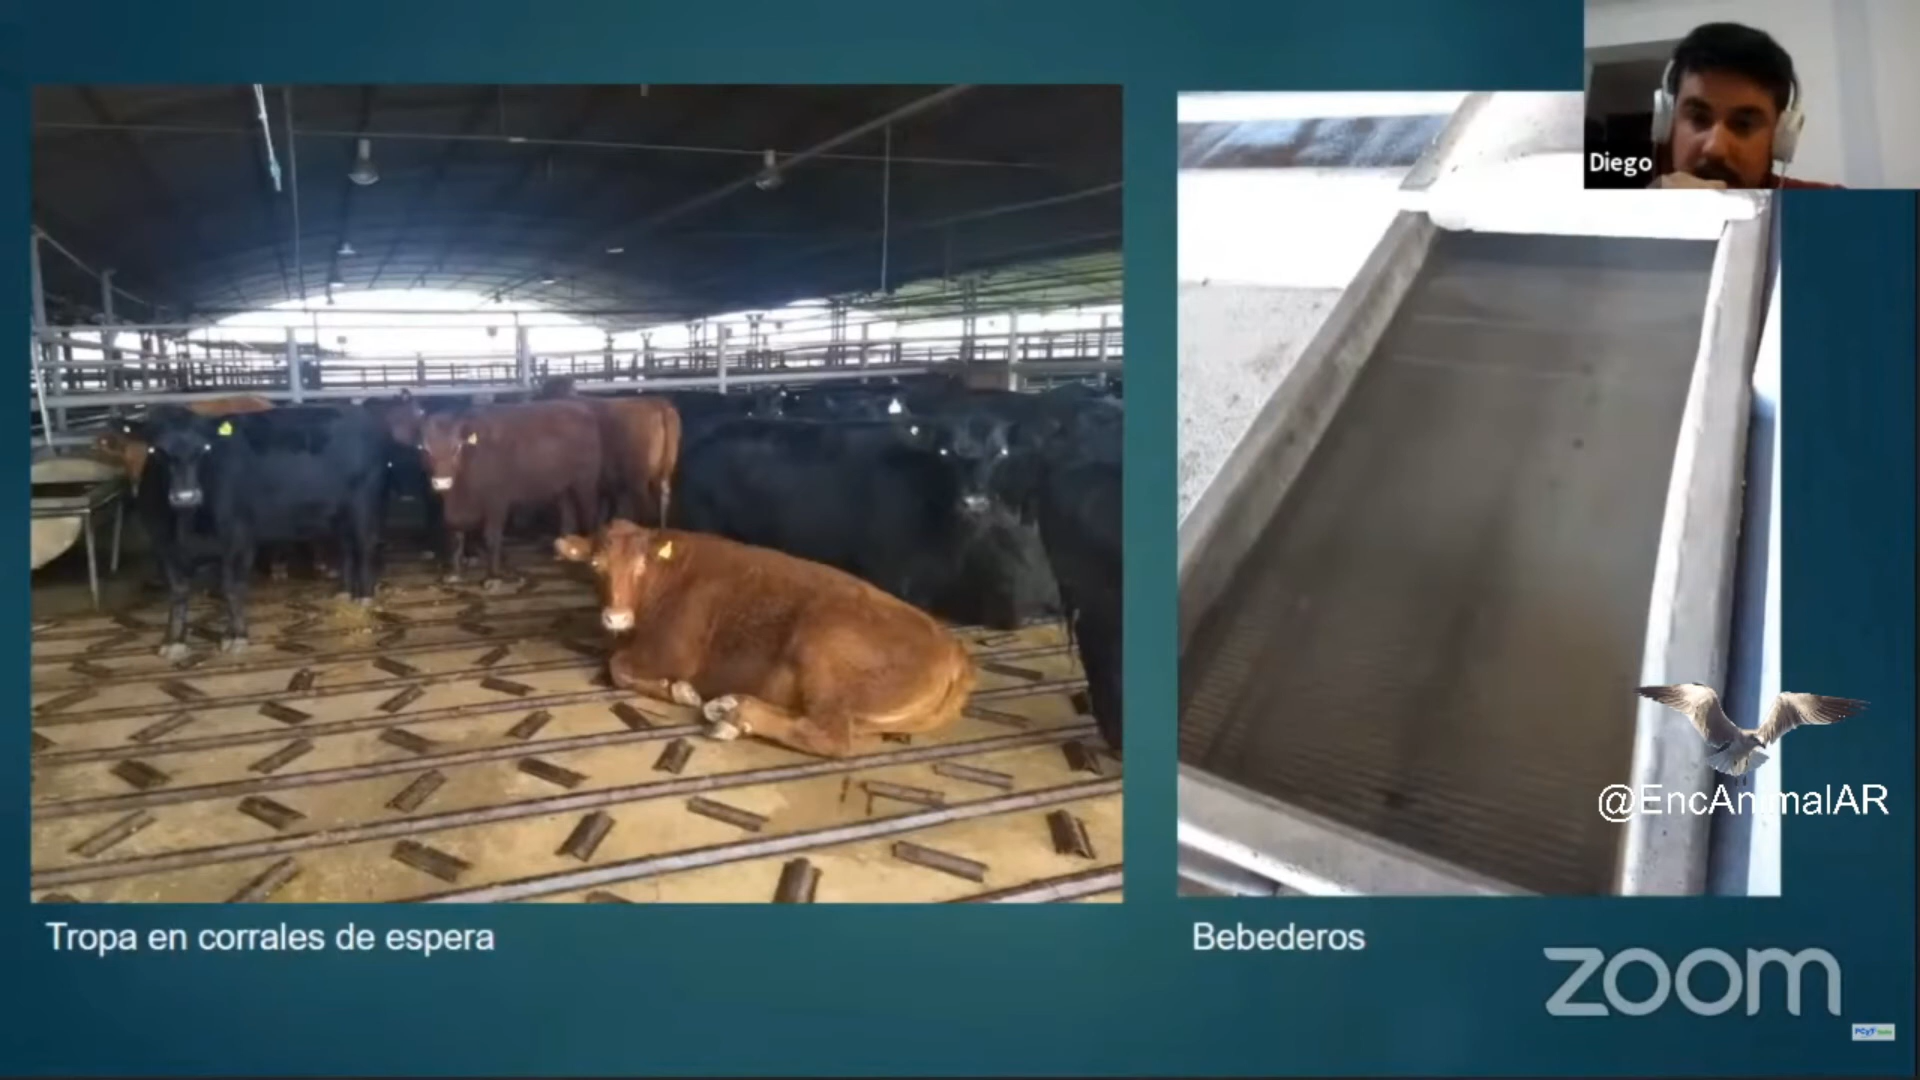 Diego
@EncAnimalAR
Tropa en corrales de espera
Bebederos
zoom